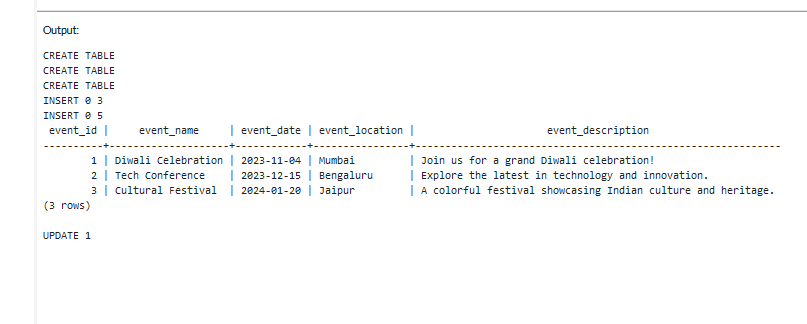 Output:
CREATE TABLE
CREATE TABLE
CREATE TABLE
INSERT 0 3
INSERT 0 5
event_id | event_name | event_date | event_location | event_description
----------+--------------------+------------+----------------+---------------------------------------------------------
1 | Diwali Celebration | 2023-11-04 | Mumbai | Join us for a grand Diwali celebration!
2 | Tech Conference | 2023-12-15 | Bengaluru | Explore the latest in technology and innovation.
3 | Cultural Festival | 2024-01-20 | Jaipur | A colorful festival showcasing Indian culture and heritage.
(3 rows)
UPDATE 1